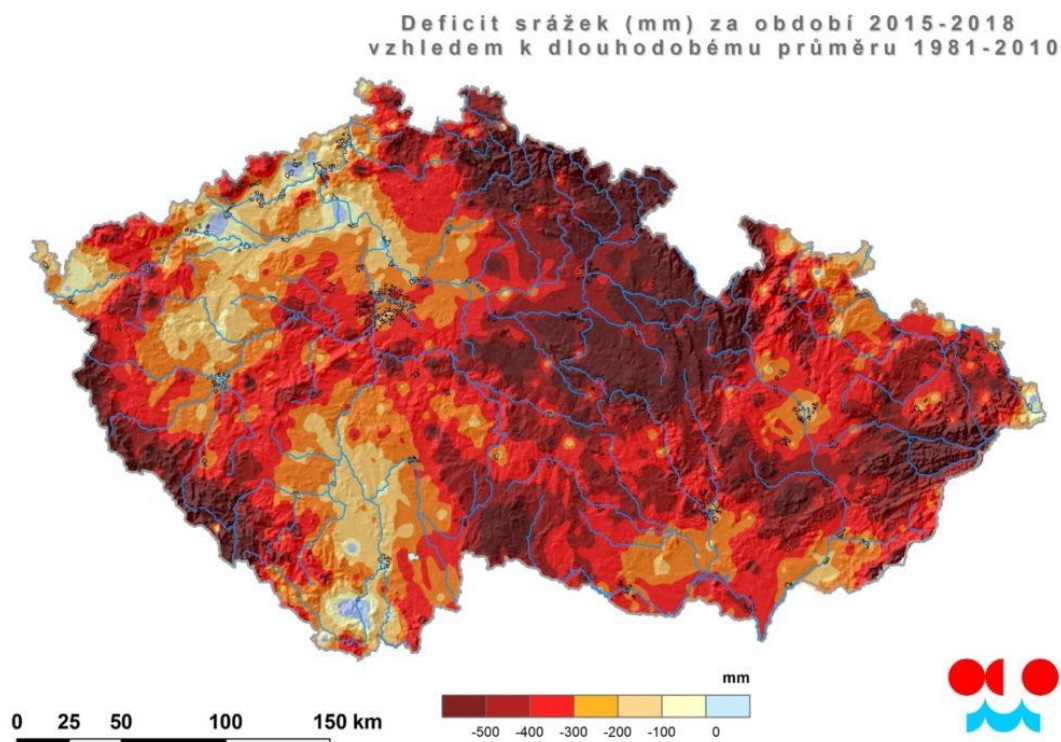 Deficit srážek (mm) za období 2015-2018
vzhledem k dlouhodobému průměru 1981-2010
mm
-500 -400 -300 -200 -100 0
0 25 50 100 150 km